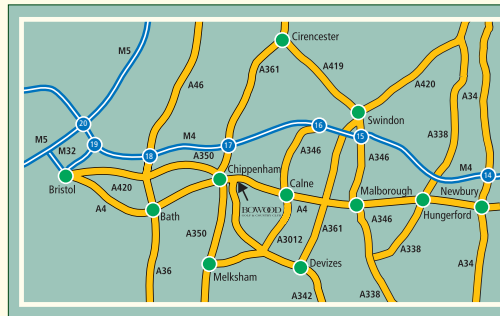 Cirencester
M5
A361
A419
A46
A420
A34
20
16
Swindon
M5
M32
19
M4
17
15
A338
A346
A346
18
A350
M4
Chippenham
14
Bristol
A420
Calne
Malborough
Newbury
A4
BOWOOD
A4
Hungerford
Bath
A346
A350
A3012
A361
A338
A36
Melksham
Devizes
A34
A342
A338